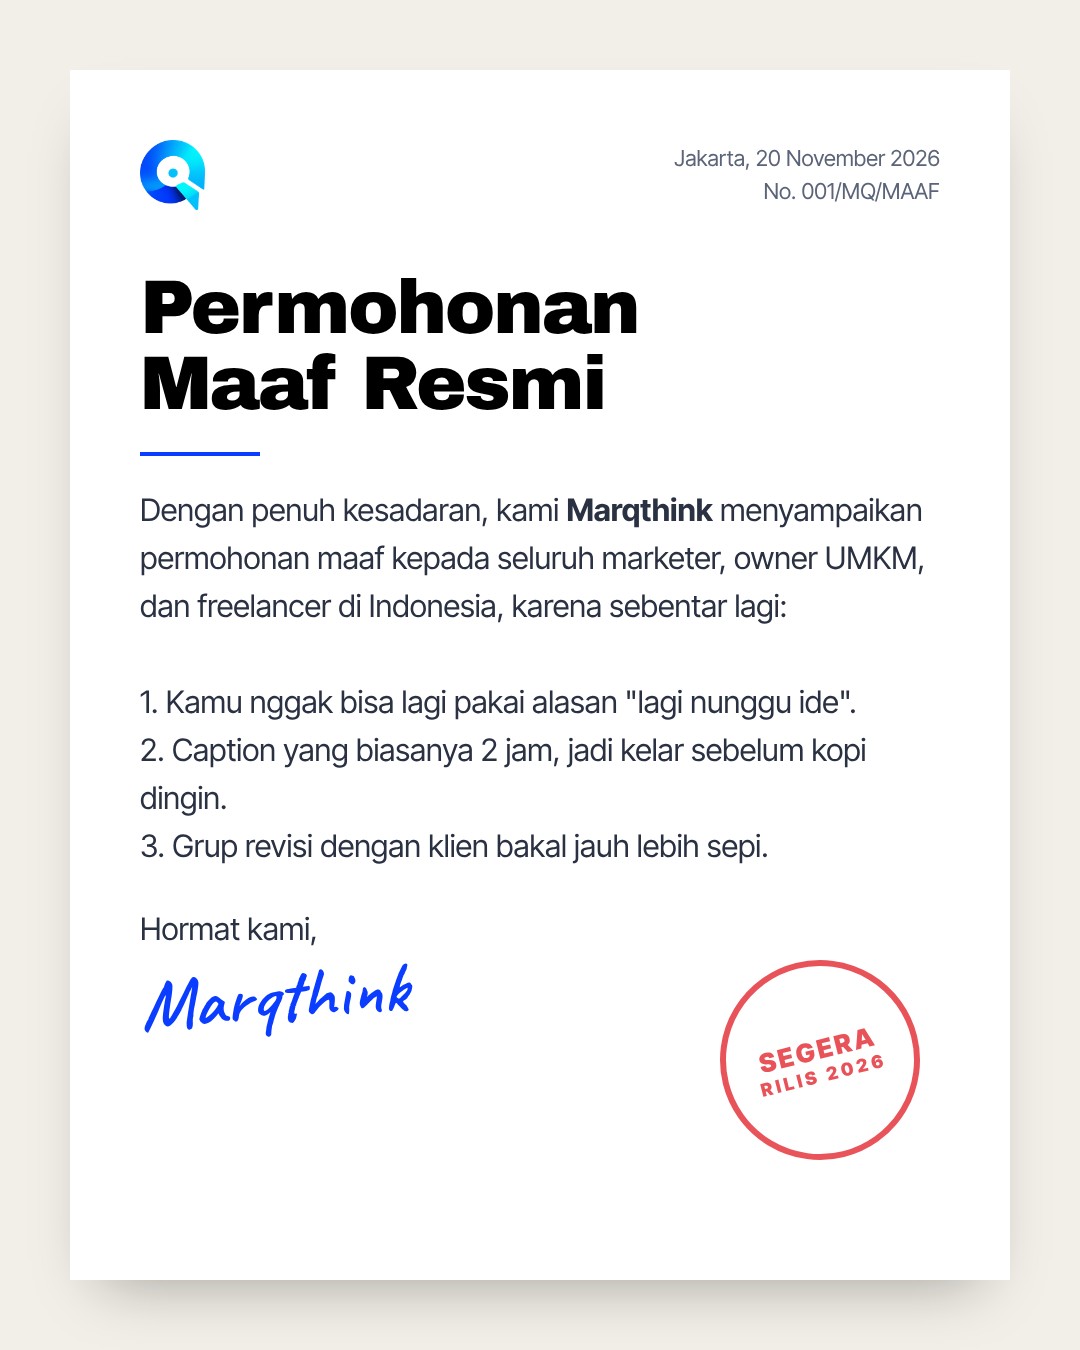 Jakarta, 20 November 2026
No. 001/MQ/MAAF
Permohonan
Maaf Resmi
Dengan penuh kesadaran, kami Marqthink menyampaikan
permohonan maaf kepada seluruh marketer, owner UMKM,
dan freelancer di Indonesia, karena sebentar lagi:
1. Kamu nggak bisa lagi pakai alasan "lagi nunggu ide".
2. Caption yang biasanya 2 jam, jadi kelar sebelum kopi
dingin.
3. Grup revisi dengan klien bakal jauh lebih sepi.
Hormat kami,
Marqthink
SEGERA
RILIS 2026